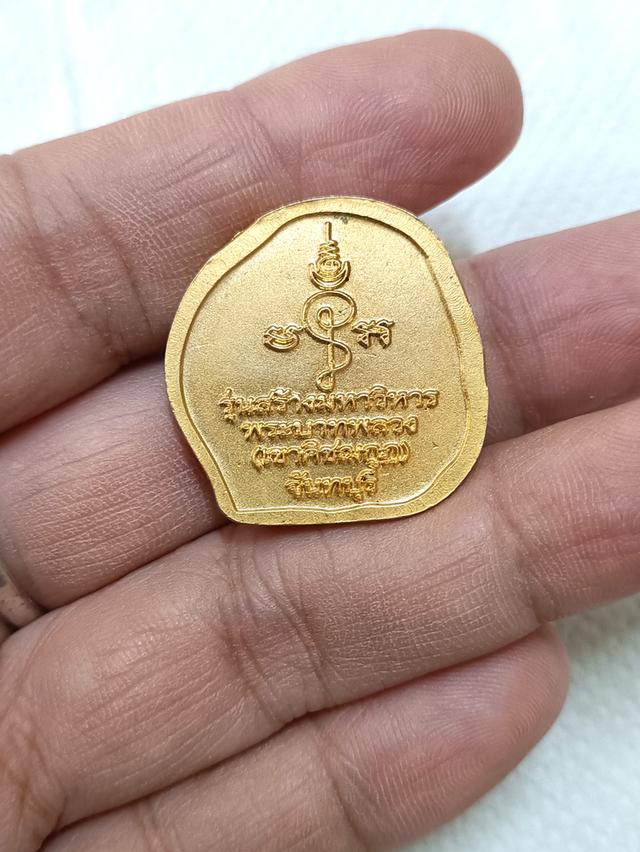 รุ่นสร้างมหาวิหาร
พระบาทพลวง
(เขาคิชฌกูฏ)
จันทบุรี